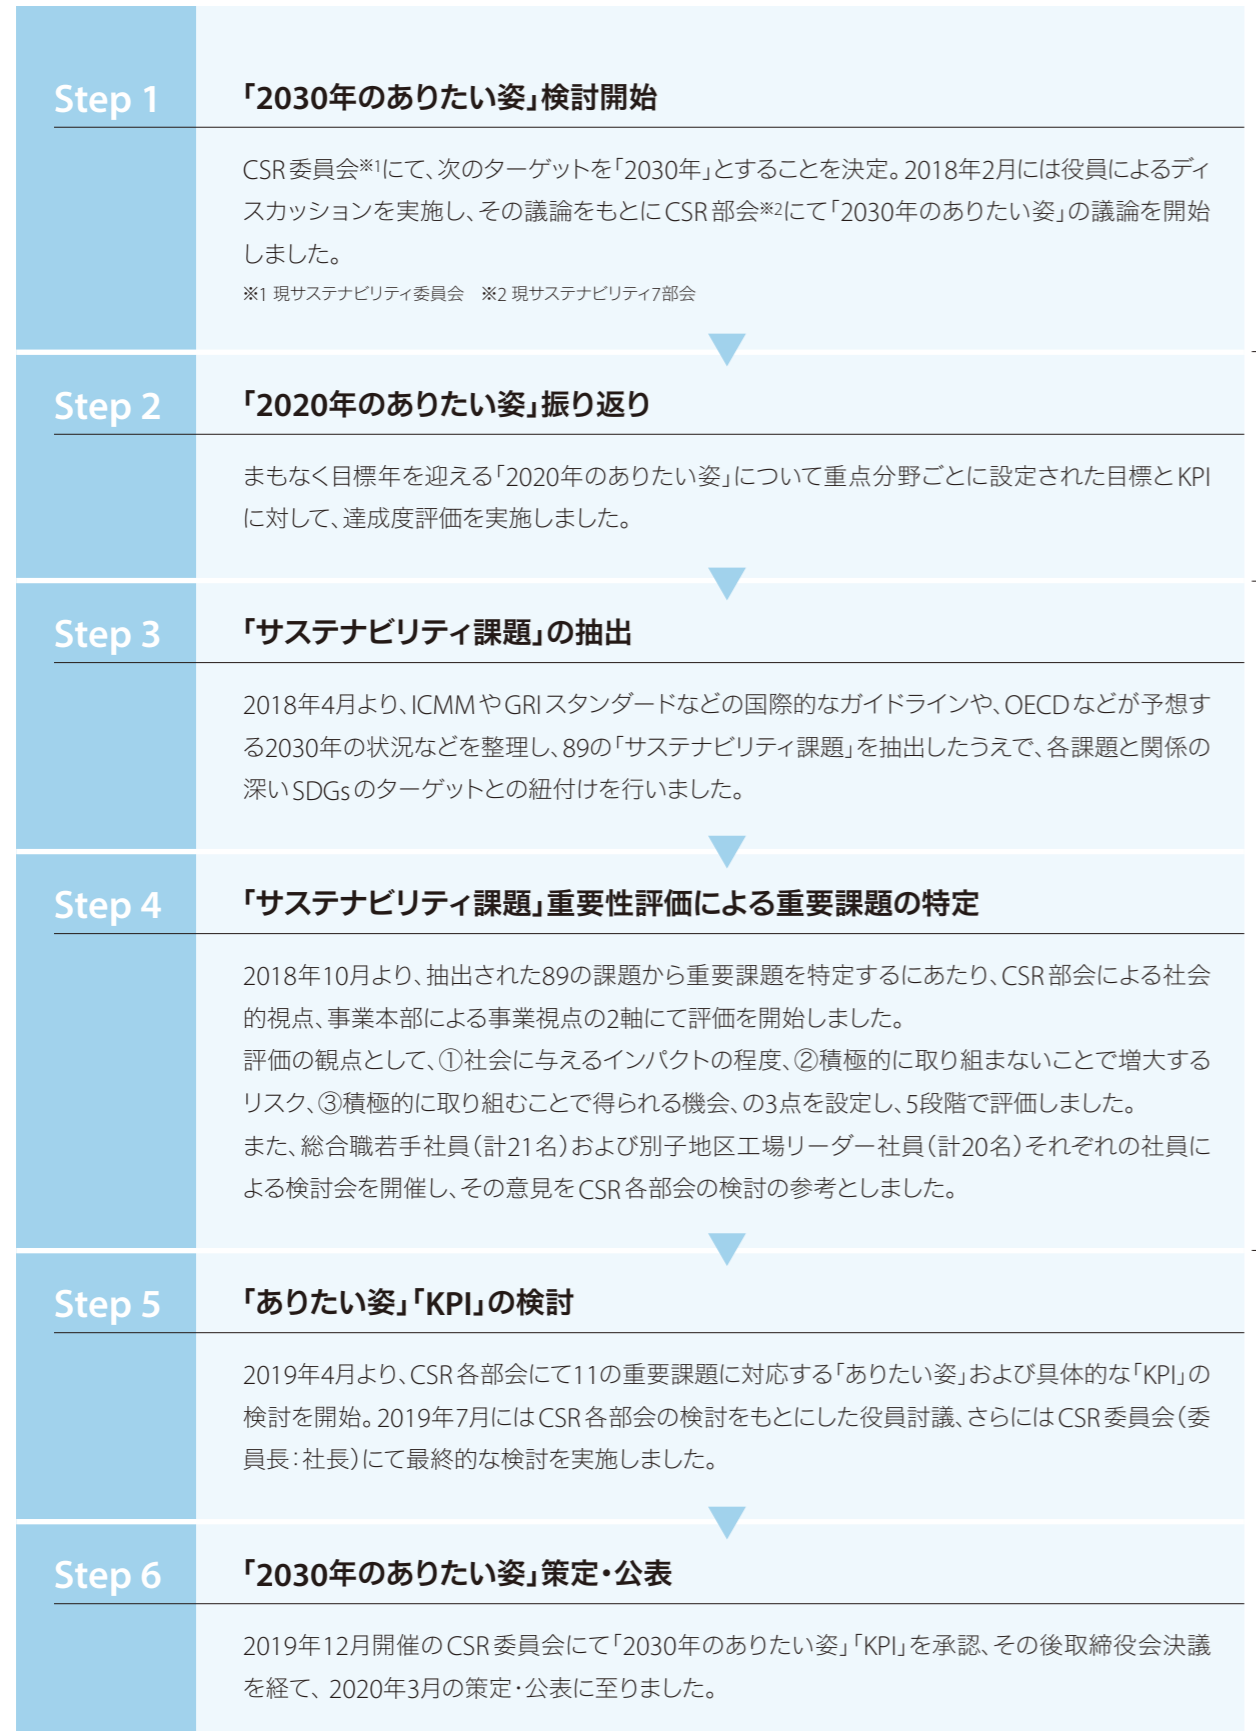 Step 1
「2030年のありたい姿」検討開始
CSR委員会※1にて、次のターゲットを「2030年」とすることを決定。2018年2月には役員によるディ
スカッションを実施し、その議論をもとにCSR部会※2にて「2030年のありたい姿」の議論を開始
しました。
※1 現サステナビリティ委員会　※2 現サステナビリティ7部会
Step 2
「2020年のありたい姿」振り返り
まもなく目標年を迎える「2020年のありたい姿」について重点分野ごとに設定された目標とKPI
に対して、達成度評価を実施しました。
Step 3
「サステナビリティ課題」の抽出
2018年4月より、ICMMやGRIスタンダードなどの国際的なガイドラインや、OECDなどが予想す
る2030年の状況などを整理し、89の「サステナビリティ課題」を抽出したうえで、各課題と関係の
深いSDGsのターゲットとの紐付けを行いました。
Step 4
「サステナビリティ課題」重要性評価による重要課題の特定
2018年10月より、抽出された89の課題から重要課題を特定するにあたり、CSR部会による社会
的視点、事業本部による事業視点の2軸にて評価を開始しました。
評価の観点として、①社会に与えるインパクトの程度、②積極的に取り組まないことで増大する
リスク、③積極的に取り組むことで得られる機会、の3点を設定し、5段階で評価しました。
また、総合職若手社員（計21名）および別子地区工場リーダー社員（計20名）それぞれの社員に
よる検討会を開催し、その意見をCSR各部会の検討の参考としました。
Step 5
「ありたい姿」「KPI」の検討
2019年4月より、CSR各部会にて11の重要課題に対応する「ありたい姿」および具体的な「KPI」の
検討を開始。2019年7月にはCSR各部会の検討をもとにした役員討議、さらにはCSR委員会（委
員長：社長）にて最終的な検討を実施しました。
Step 6
「2030年のありたい姿」策定・公表
2019年12月開催のCSR委員会にて「2030年のありたい姿」「KPI」を承認、その後取締役会決議
を経て、2020年3月の策定・公表に至りました。